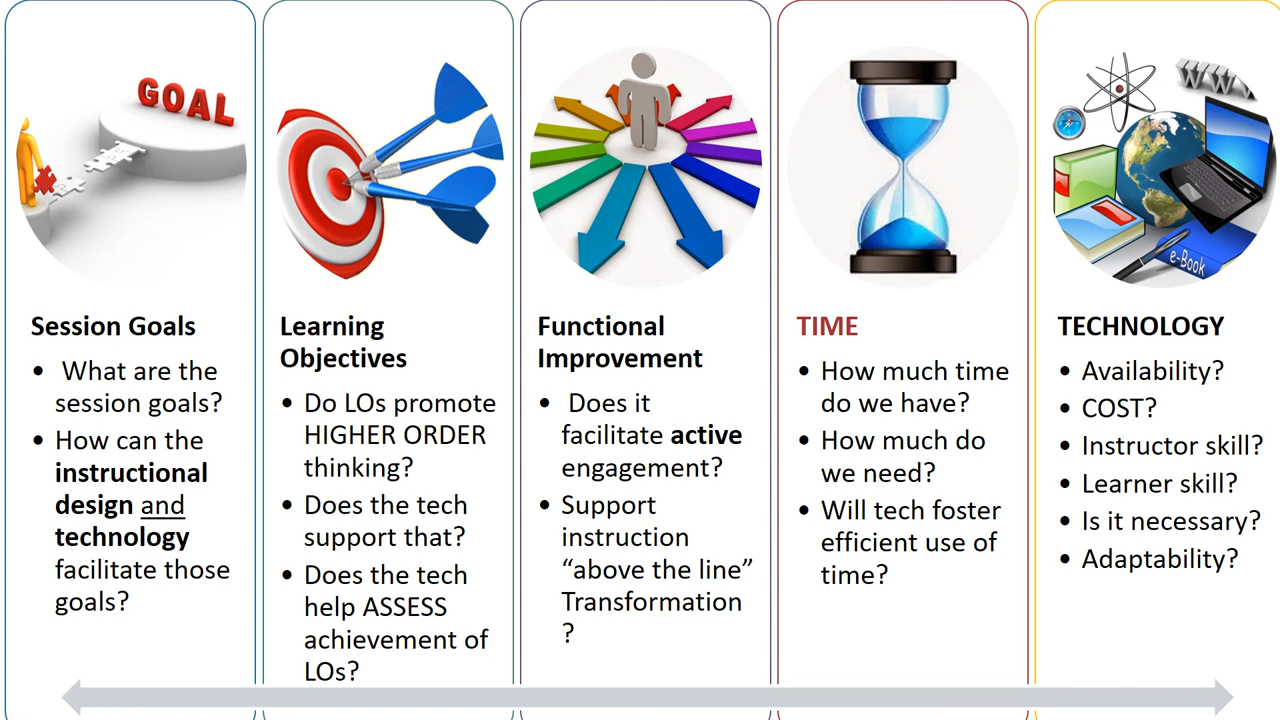 GOAL
Session Goals
• What are the
session goals?
• How can the
instructional
design and
technology
facilitate those
goals?
Learning
Objectives
• Do LOs promote
HIGHER ORDER
thinking?
• Does the tech
support that?
• Does the tech
help ASSESS
achievement of
LOs?
Functional
Improvement
• Does it
facilitate active
engagement?
• Support
instruction
“above the line”
Transformation
?
TIME
• How much time
do we have?
• How much do
we need?
• Will tech foster
efficient use of
time?
WWW
e-Book
TECHNOLOGY
• Availability?
• COST?
• Instructor skill?
• Learner skill?
• Is it necessary?
• Adaptability?